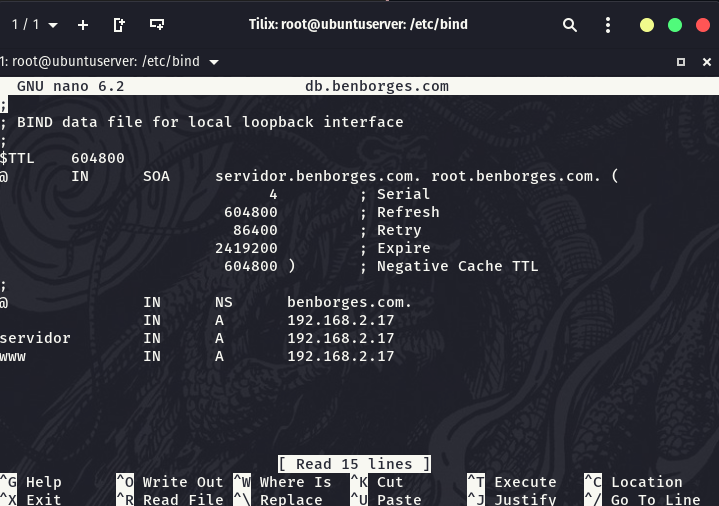 1 / 1
Tilix: root@ubuntuserver: /etc/bind
1: root@ubuntuserver: /etc/bind
GNU nano 6.2 db.benborges.com
;
; BIND data file for local loopback interface
;
$TTL 604800
@ IN SOA servidor.benborges.com. root.benborges.com. (
4 ; Serial
604800 ; Refresh
86400 ; Retry
2419200 ; Expire
604800 ) ; Negative Cache TTL
;
@ IN NS benborges.com.
IN A 192.168.2.17
servidor IN A 192.168.2.17
www IN A 192.168.2.17
[ Read 15 lines ]
^G Help ^O Write Out ^W Where Is ^K Cut ^T Execute ^C Location
^X Exit ^R Read File ^\ Replace ^U Paste ^J Justify ^/ Go To Line